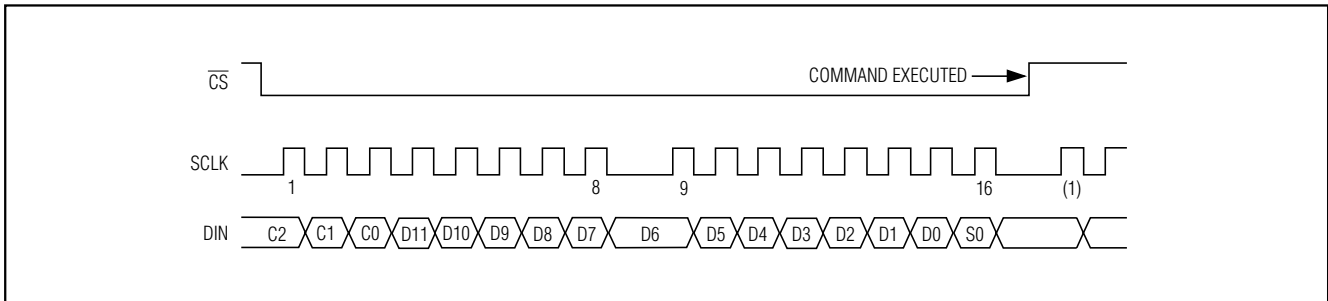 CS
COMMAND EXECUTED
SCLK
1 8 9 16 (1)
DIN C2 C1 C0 D11 D10 D9 D8 D7 D6 D5 D4 D3 D2 D1 D0 S0